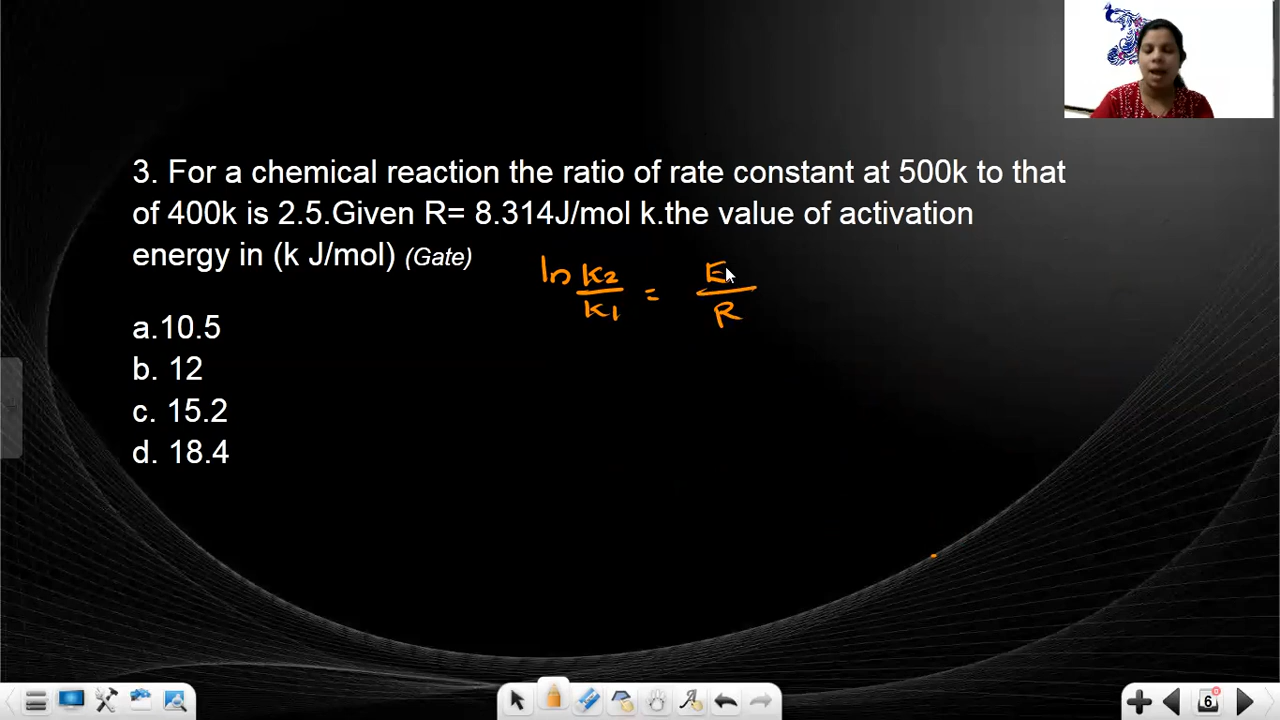 3. For a chemical reaction the ratio of rate constant at 500k to that
of 400k is 2.5.Given R= 8.314J/mol k.the value of activation
energy in (k J/mol) (Gate)
ln K2/K1 = E/R
a.10.5
b. 12
c. 15.2
d. 18.4
6